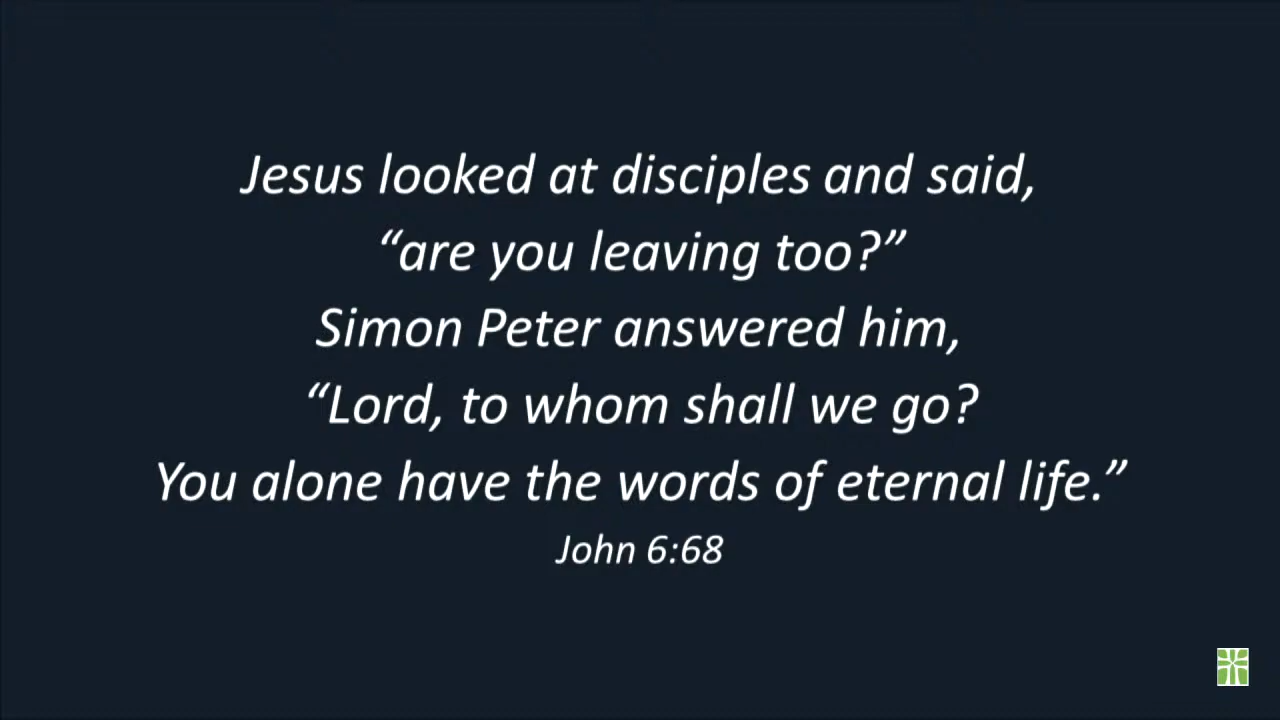 Jesus looked at disciples and said,
“are you leaving too?”
Simon Peter answered him,
“Lord, to whom shall we go?
You alone have the words of eternal life.”
John 6:68